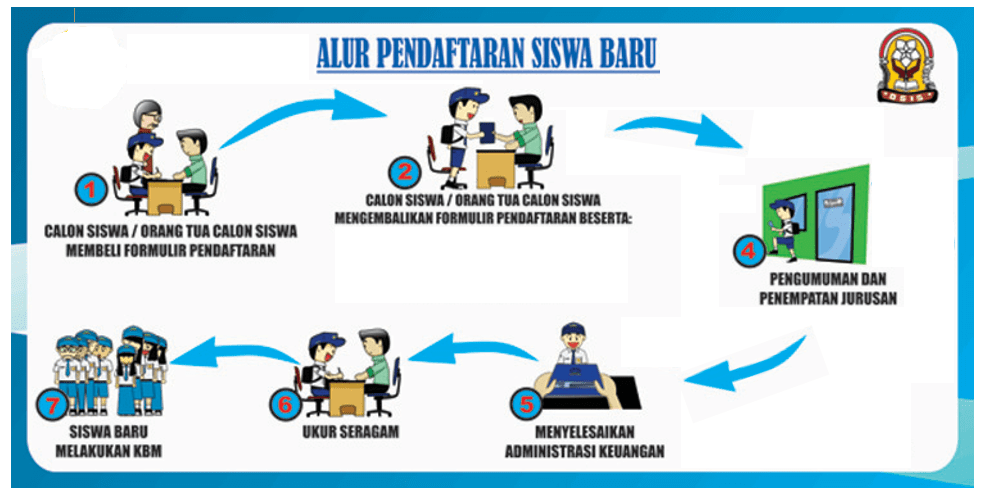 ALUR PENDAFTARAN SISWA BARU
OSIS
1
CALON SISWA / ORANG TUA CALON SISWA
MEMBELI FORMULIR PENDAFTARAN
2
CALON SISWA / ORANG TUA CALON SISWA
MENGEMBALIKAN FORMULIR PENDAFTARAN BESERTA:
4
PENGUMUMAN DAN
PENEMPATAN JURUSAN
5
MENYELESAIKAN
ADMINISTRASI KEUANGAN
6
UKUR SERAGAM
7
SISWA BARU
MELAKUKAN KBM